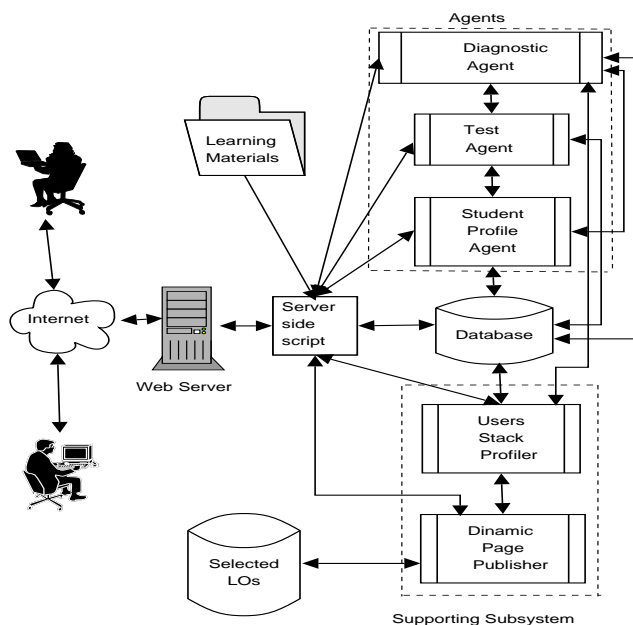 Agents
Diagnostic
Agent
Learning
Materials
Test
Agent
Student
Profile
Agent
Internet
Web Server
Server
side
script
Database
Users
Stack
Profiler
Selected
LOs
Dinamic
Page
Publisher
Supporting Subsystem